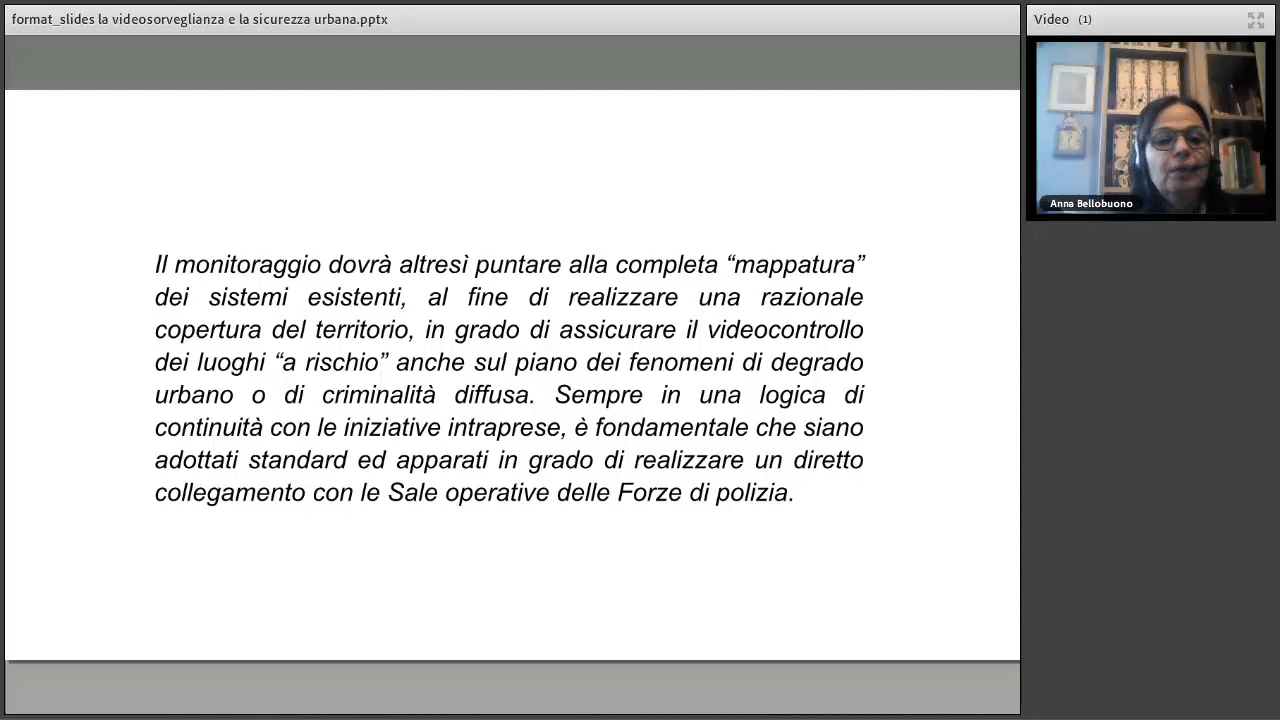 format_slides la videosorveglianza e la sicurezza urbana.pptx
Video (1)
Anna Bellobuono
Il monitoraggio dovrà altresì puntare alla completa “mappatura”
dei sistemi esistenti, al fine di realizzare una razionale
copertura del territorio, in grado di assicurare il videocontrollo
dei luoghi “a rischio” anche sul piano dei fenomeni di degrado
urbano o di criminalità diffusa. Sempre in una logica di
continuità con le iniziative intraprese, è fondamentale che siano
adottati standard ed apparati in grado di realizzare un diretto
collegamento con le Sale operative delle Forze di polizia.